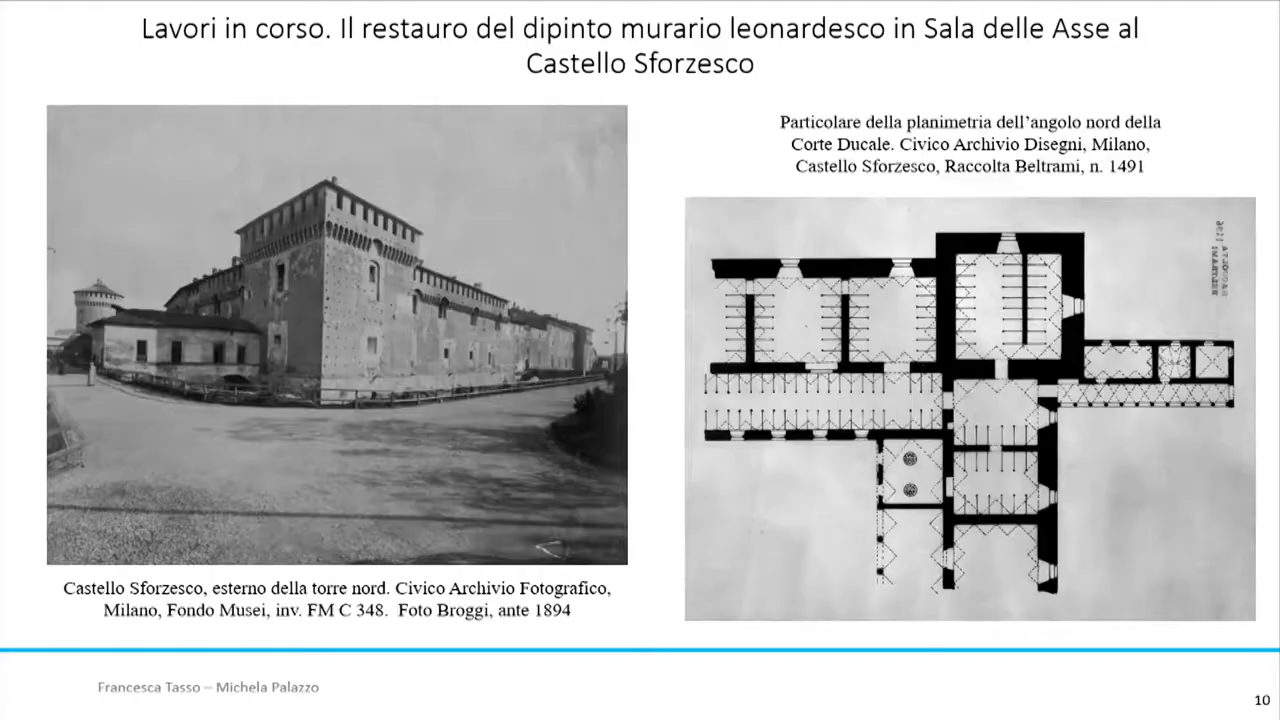 Lavori in corso. Il restauro del dipinto murario leonardesco in Sala delle Asse al
Castello Sforzesco
Particolare della planimetria dell'angolo nord della
Corte Ducale. Civico Archivio Disegni, Milano,
Castello Sforzesco, Raccolta Beltrami, n. 1491
Castello Sforzesco, esterno della torre nord. Civico Archivio Fotografico,
Milano, Fondo Musei, inv. FM C 348.  Foto Broggi, ante 1894
Francesca Tasso – Michela Palazzo
10